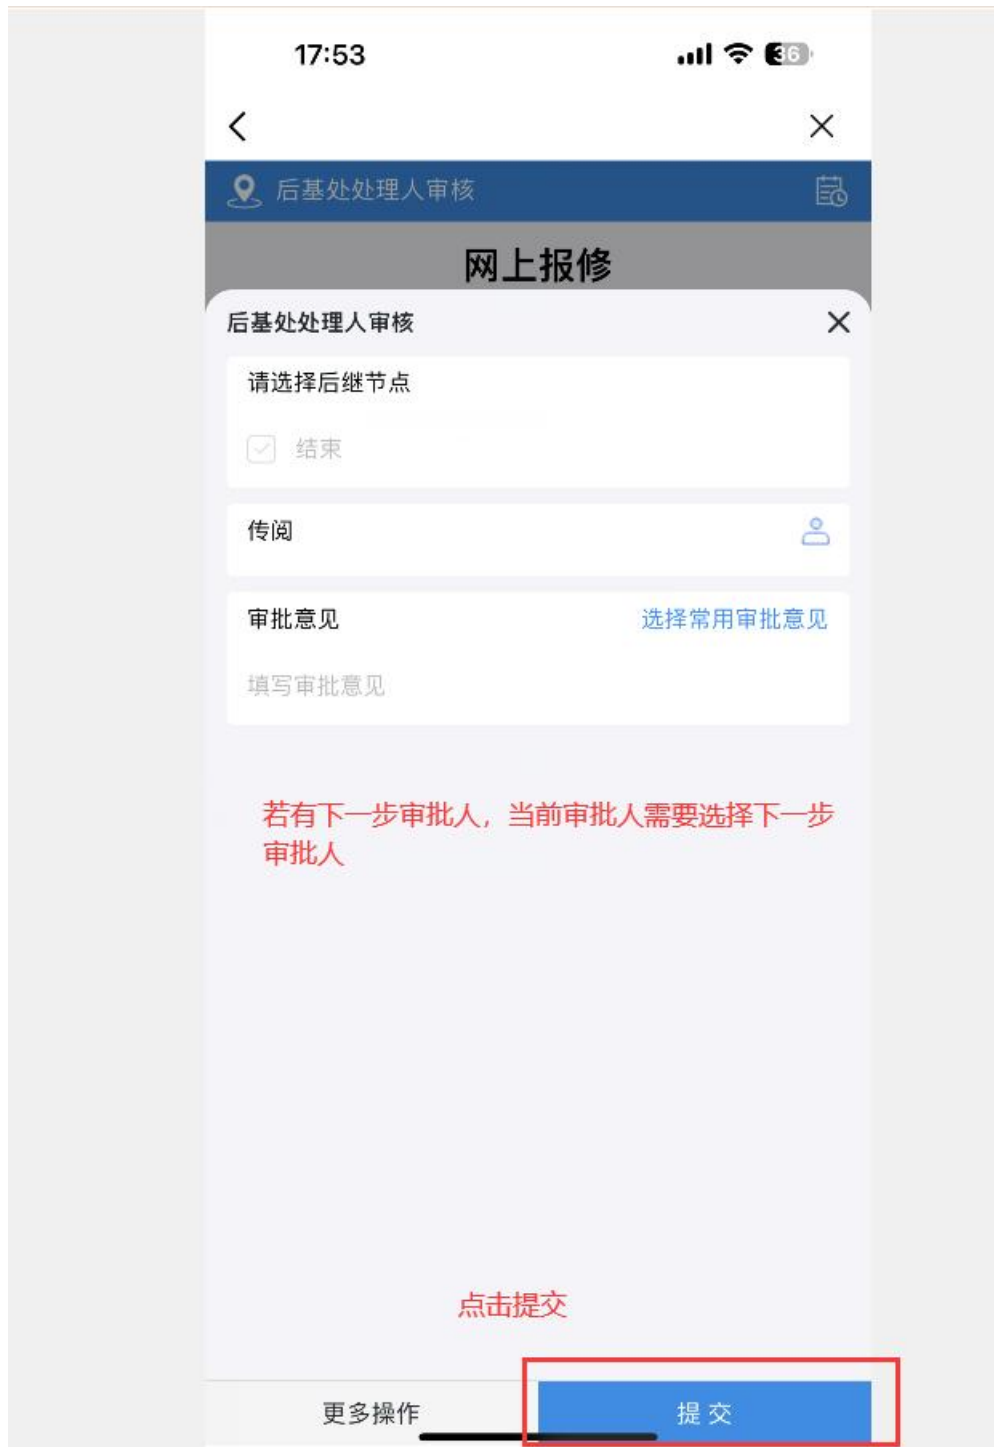 17:53
36
后基处处理人审核
网上报修
后基处处理人审核
请选择后继节点
结束
传阅
审批意见
选择常用审批意见
填写审批意见
若有下一步审批人，当前审批人需要选择下一步
审批人
点击提交
更多操作
提交